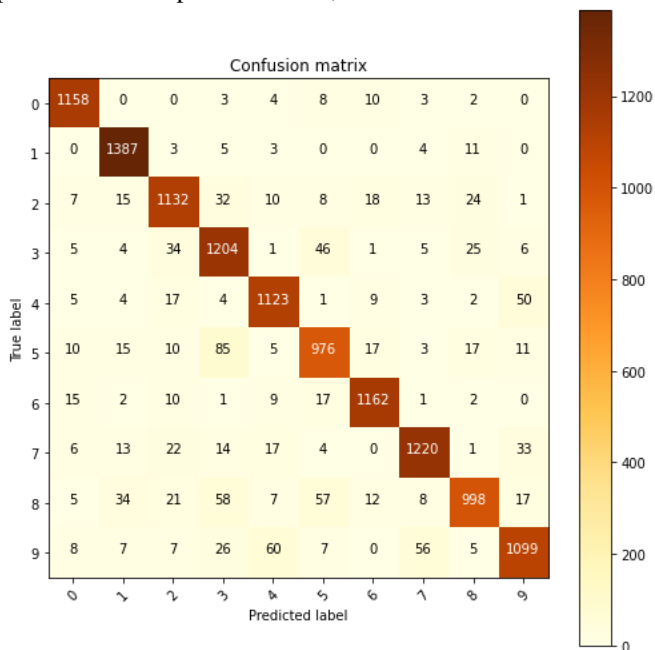 Confusion matrix
0 1158 0 0 3 4 8 10 3 2 0
1 0 1387 3 5 3 0 0 4 11 0
2 7 15 1132 32 10 8 18 13 24 1
3 5 4 34 1204 1 46 1 5 25 6
4 5 4 17 4 1123 1 9 3 2 50
5 10 15 10 85 5 976 17 3 17 11
6 15 2 10 1 9 17 1162 1 2 0
7 6 13 22 14 17 4 0 1220 1 33
8 5 34 21 58 7 57 12 8 998 17
9 8 7 7 26 60 7 0 56 5 1099
True label
0 1 2 3 4 5 6 7 8 9
Predicted label
1200
1000
800
600
400
200
0